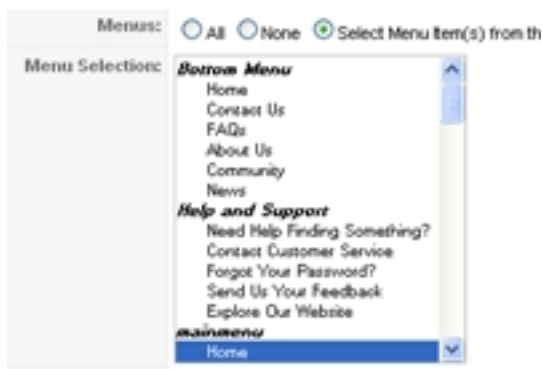 Menus: All None Select Menu Item(s) from th
Menu Selection:
Bottom Menu
Home
Contact Us
FAQs
About Us
Community
News
Help and Support
Need Help Finding Something?
Contact Customer Service
Forgot Your Password?
Send Us Your Feedback
Explore Our Website
mainmenu
Home